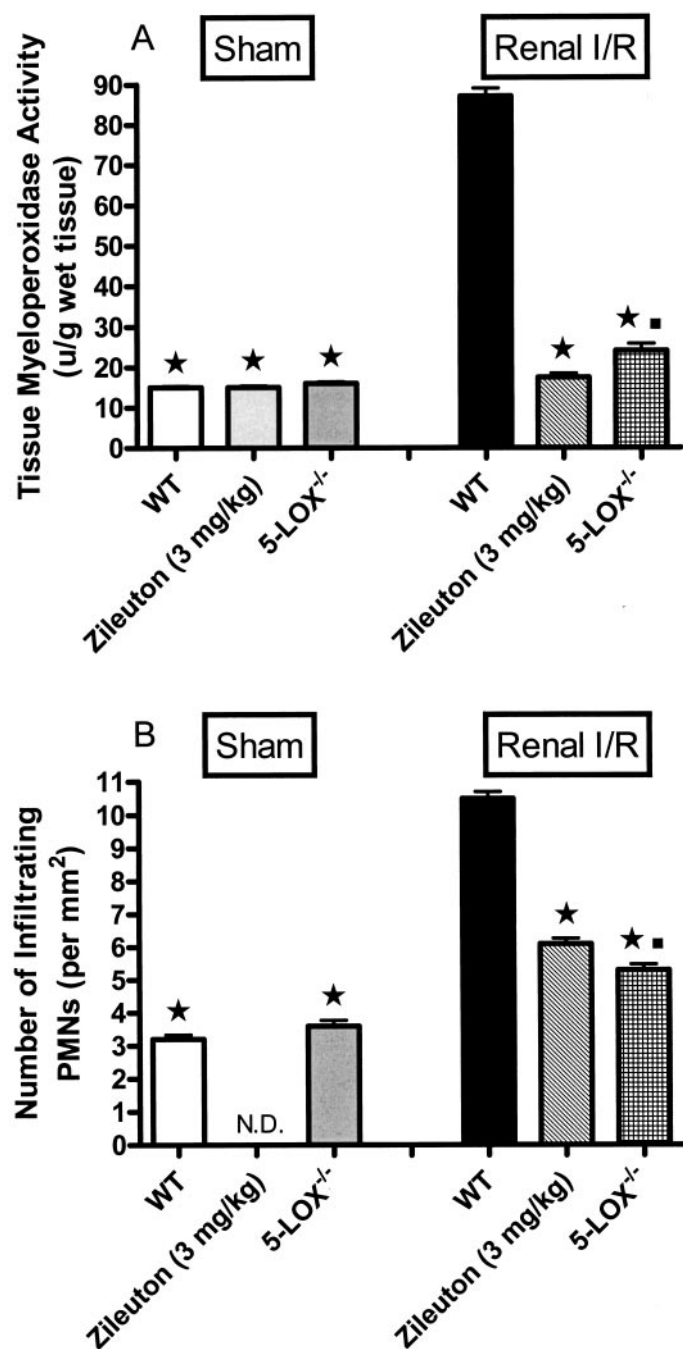 A
Sham
Renal I/R
Tissue Myeloperoxidase Activity
(u/g wet tissue)
90
80
70
60
50
40
30
20
10
0
★ ★ ★ ★ ★ ▪
WT
Zileuton (3 mg/kg)
5-LOX-/-
WT
Zileuton (3 mg/kg)
5-LOX-/-
B
Sham
Renal I/R
Number of Infiltrating
PMNs (per mm²)
11
10
9
8
7
6
5
4
3
2
1
0
★ N.D. ★ ★ ★ ▪
WT
Zileuton (3 mg/kg)
5-LOX-/-
WT
Zileuton (3 mg/kg)
5-LOX-/-